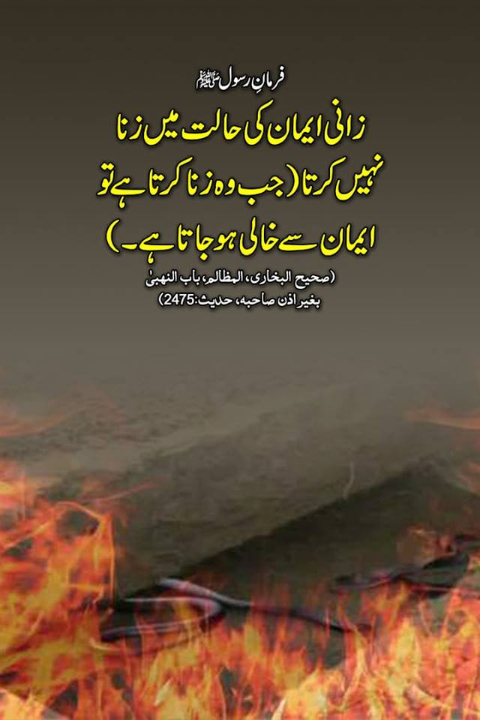 فرمانِ رسول ﷺ
زانی ایمان کی حالت میں زنا
نہیں کرتا (جب وہ زنا کرتا ہے تو
ایمان سے خالی ہو جاتا ہے۔)
(صحیح البخاری، المظالم، باب النھبیٰ
بغیر اذن صاحبہ، حدیث:2475)